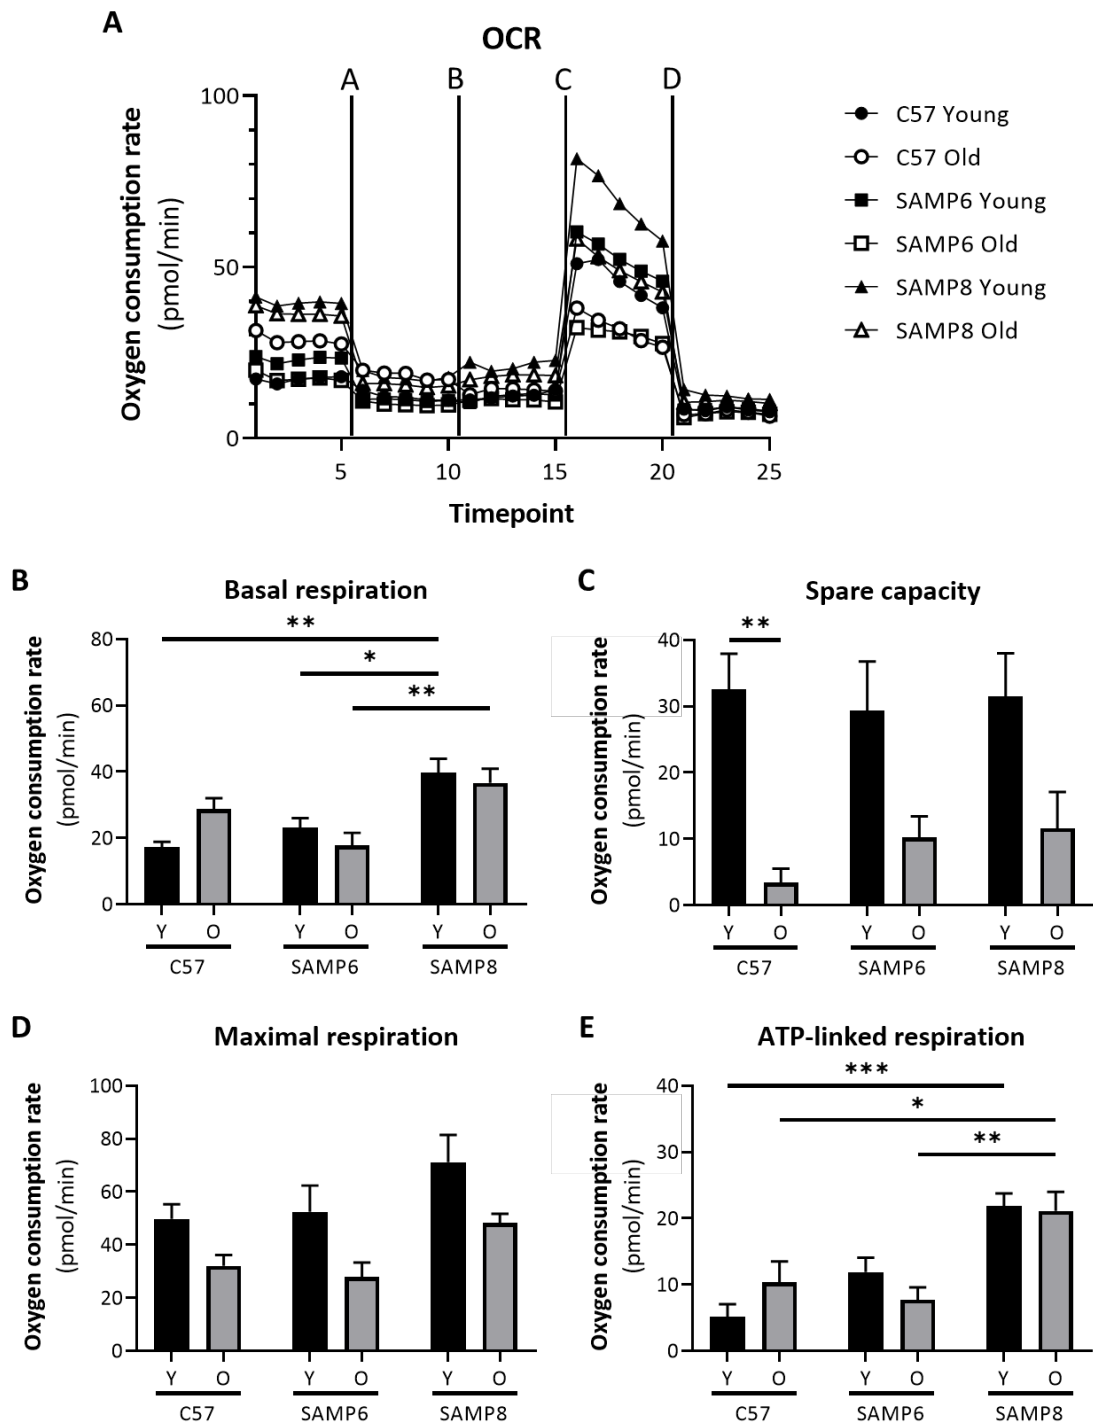 A
OCR
A B C D
Oxygen consumption rate
(pmol/min)
100
50
0
5 10 15 20 25
Timepoint
C57 Young
C57 Old
SAMP6 Young
SAMP6 Old
SAMP8 Young
SAMP8 Old
B
Basal respiration
Oxygen consumption rate
(pmol/min)
80
60
40
20
0
**
*
**
Y O Y O Y O
C57 SAMP6 SAMP8
C
Spare capacity
Oxygen consumption rate
(pmol/min)
40
30
20
10
0
**
Y O Y O Y O
C57 SAMP6 SAMP8
D
Maximal respiration
Oxygen consumption rate
(pmol/min)
100
80
60
40
20
0
Y O Y O Y O
C57 SAMP6 SAMP8
E
ATP-linked respiration
Oxygen consumption rate
(pmol/min)
40
30
20
10
0
***
*
**
Y O Y O Y O
C57 SAMP6 SAMP8